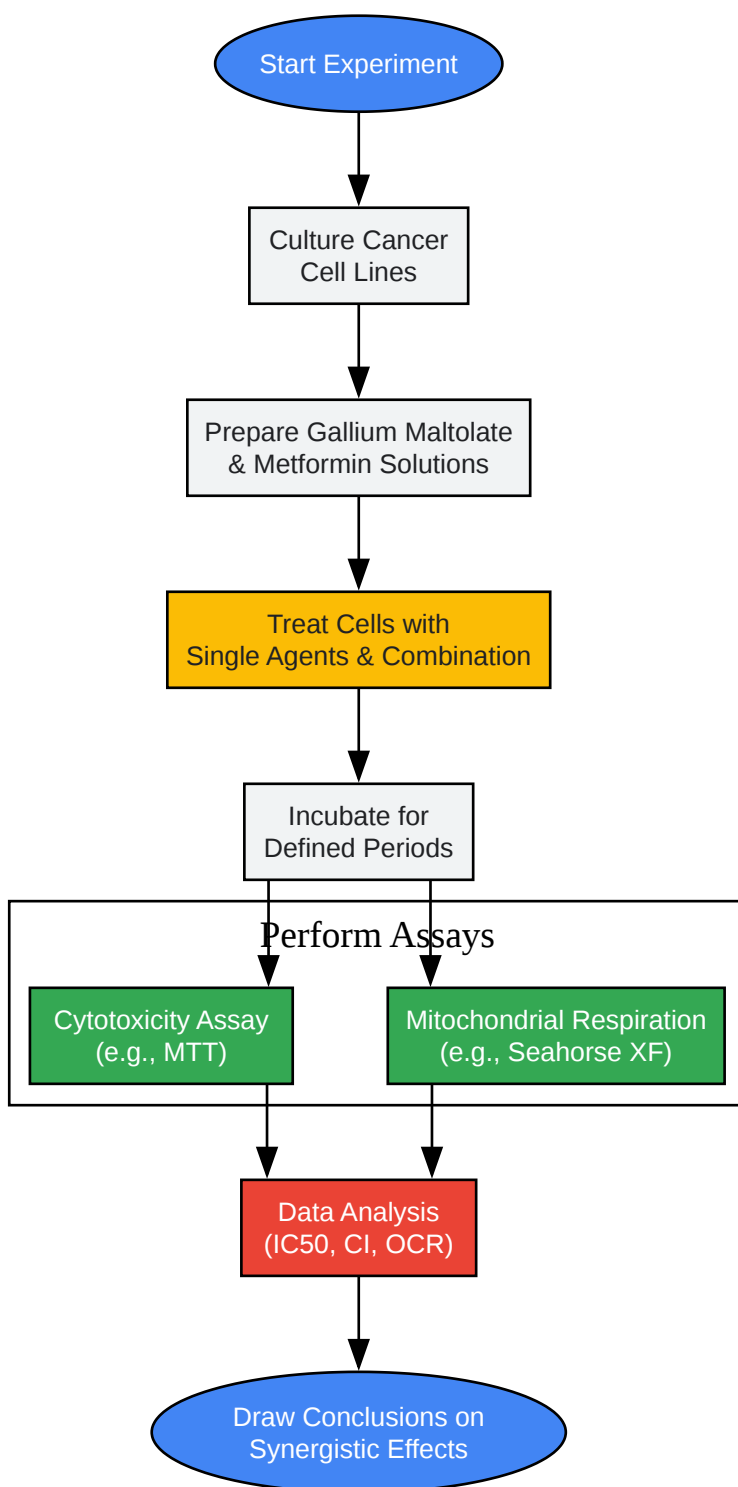 Start Experiment
Culture Cancer
Cell Lines
Prepare Gallium Maltolate
& Metformin Solutions
Treat Cells with
Single Agents & Combination
Incubate for
Defined Periods
Perform Assays
Cytotoxicity Assay
(e.g., MTT)
Mitochondrial Respiration
(e.g., Seahorse XF)
Data Analysis
(IC50, CI, OCR)
Draw Conclusions on
Synergistic Effects